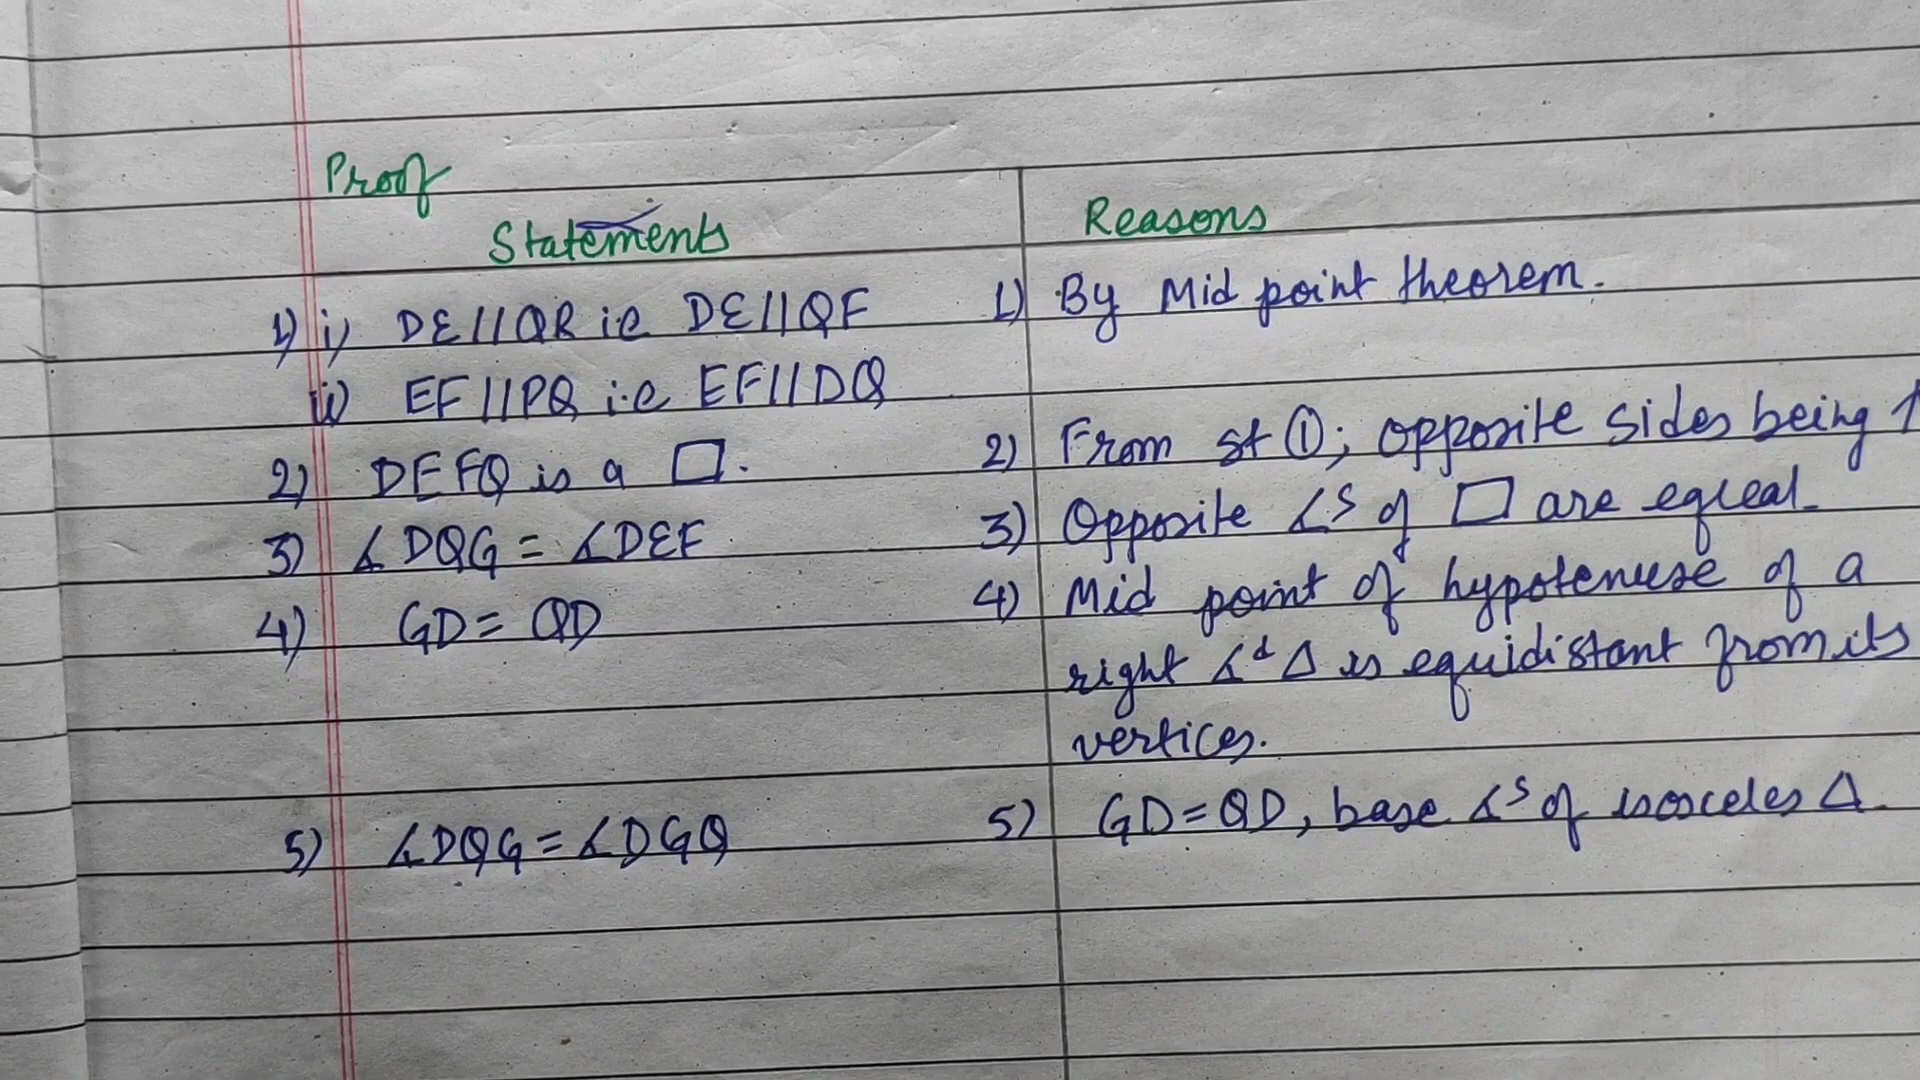 Proof
Statements Reasons
1) i) DE//QR i.e DE//QF 1) By Mid point theorem.
ii) EF//PQ i.e EF//DQ
2) DEFQ is a ▱. 2) From st ①; opposite sides being
3) ∡DQG = ∡DEF 3) Opposite ∡s of ▱ are equal
4) GD = QD 4) Mid point of hypotenuse of a
right ∡d Δ is equidistant from its
vertices.
5) ∡DQG = ∡DGQ 5) GD = QD, base ∡s of isosceles Δ.